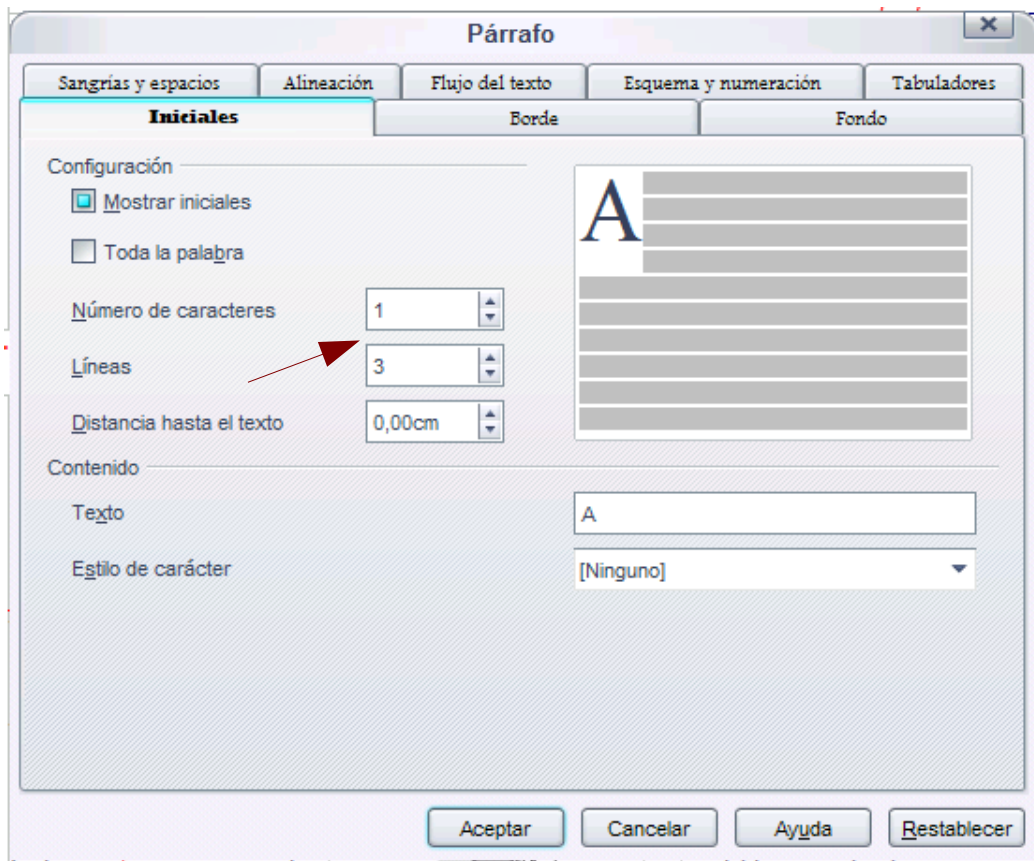 Párrafo
Sangrías y espacios Alineación Flujo del texto Esquema y numeración Tabuladores
Iniciales Borde Fondo
Configuración
Mostrar iniciales
Toda la palabra
Número de caracteres 1
Líneas 3
Distancia hasta el texto 0,00cm
A
Contenido
Texto A
Estilo de carácter [Ninguno]
Aceptar Cancelar Ayuda Restablecer